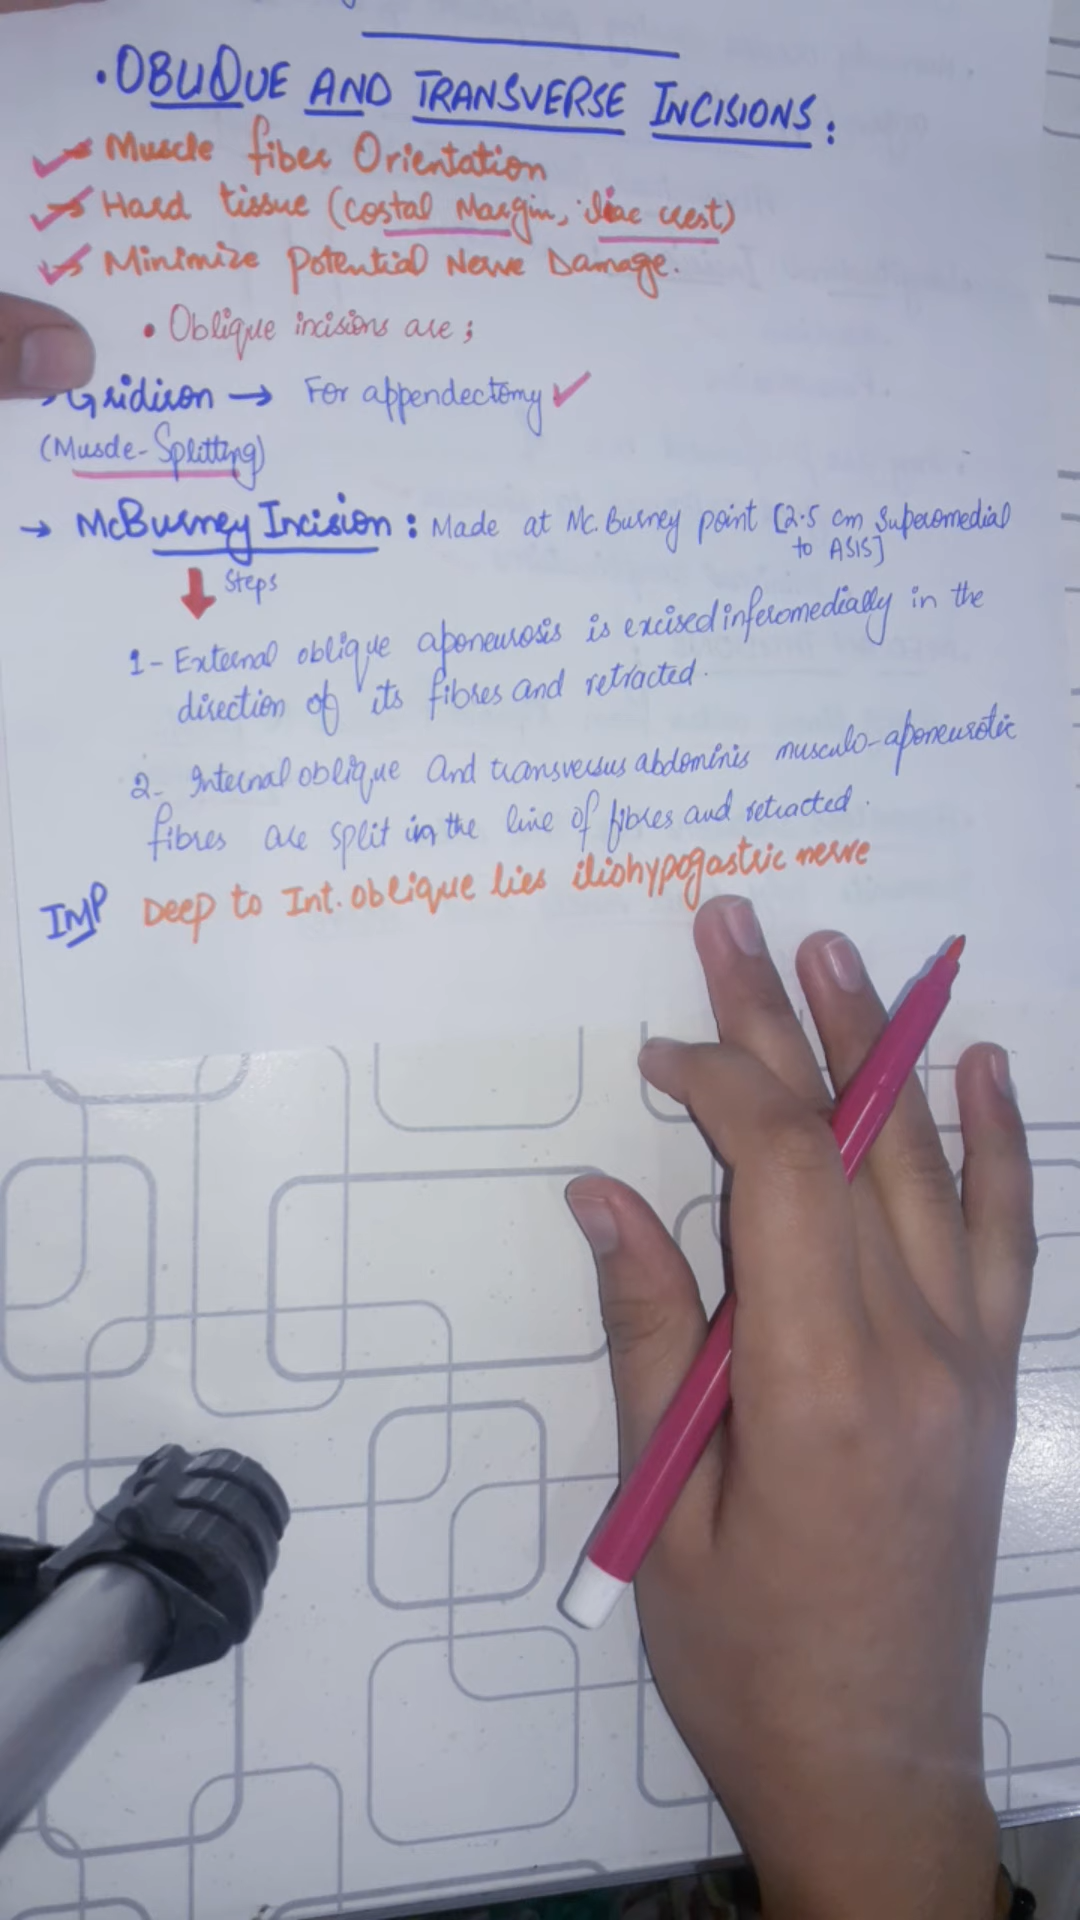 • OBLIQUE AND TRANSVERSE INCISIONS:
→ Muscle fiber Orientation
→ Hard tissue (Costal Margin, iliac crest)
→ Minimize Potential Nerve Damage.
• Oblique incisions are;
→ Gridiron → For appendectomy ✓
(Muscle-Splitting)
→ McBurney Incision: Made at Mc.Burney point [2.5 cm Superomedial
to ASIS]
Steps
1- External oblique aponeurosis is excised inferomedially in the
direction of its fibres and retracted.
2- Internal oblique and transversus abdominis musculo-aponeurotic
fibres are split in the line of fibres and retracted.
IMP Deep to Int. oblique lies iliohypogastric nerve